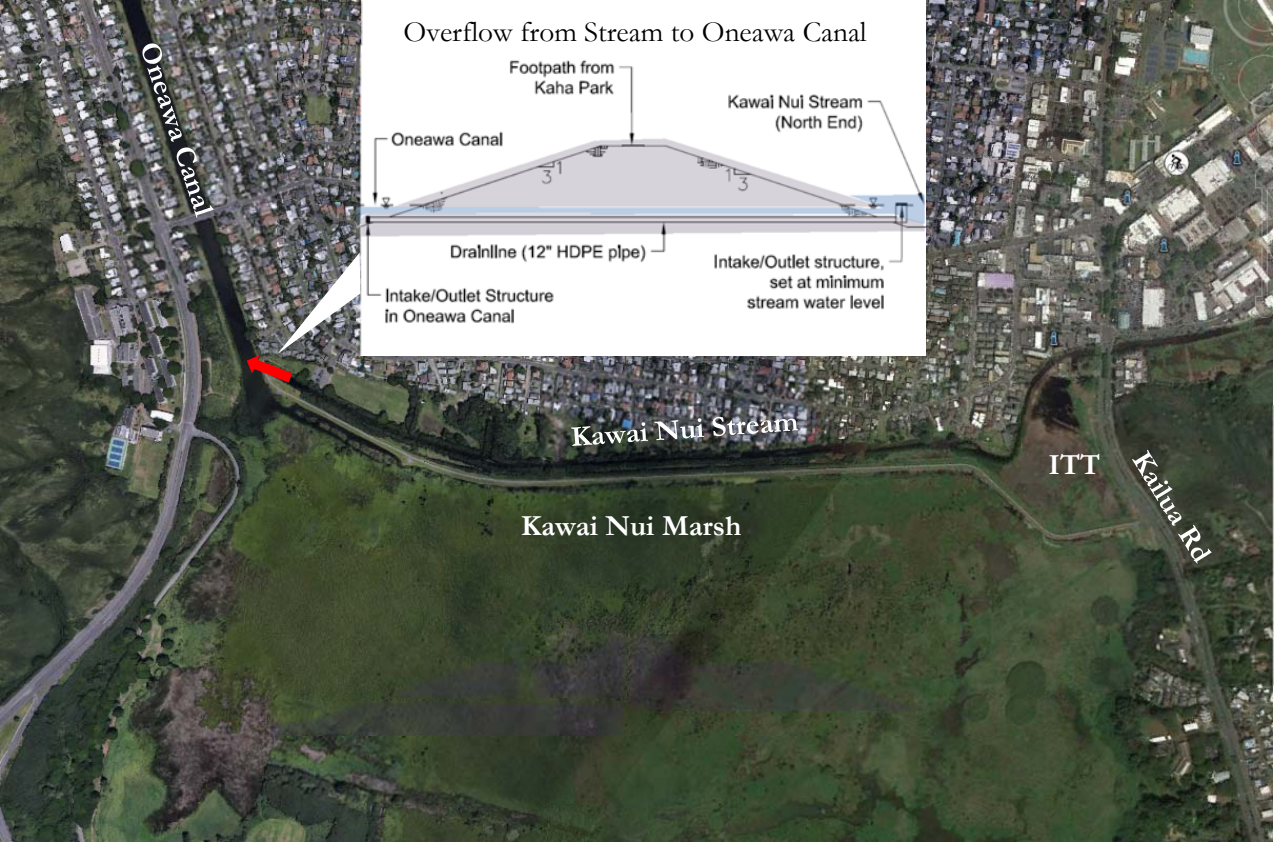 Overflow from Stream to Oneawa Canal
Footpath from
Kaha Park
Kawai Nui Stream
(North End)
Oneawa Canal
3
1
1
3
Drainline (12" HDPE pipe)
Intake/Outlet structure,
set at minimum
stream water level
Intake/Outlet Structure
in Oneawa Canal
Oneawa Canal
Kawai Nui Stream
ITT
Kailua Rd
Kawai Nui Marsh